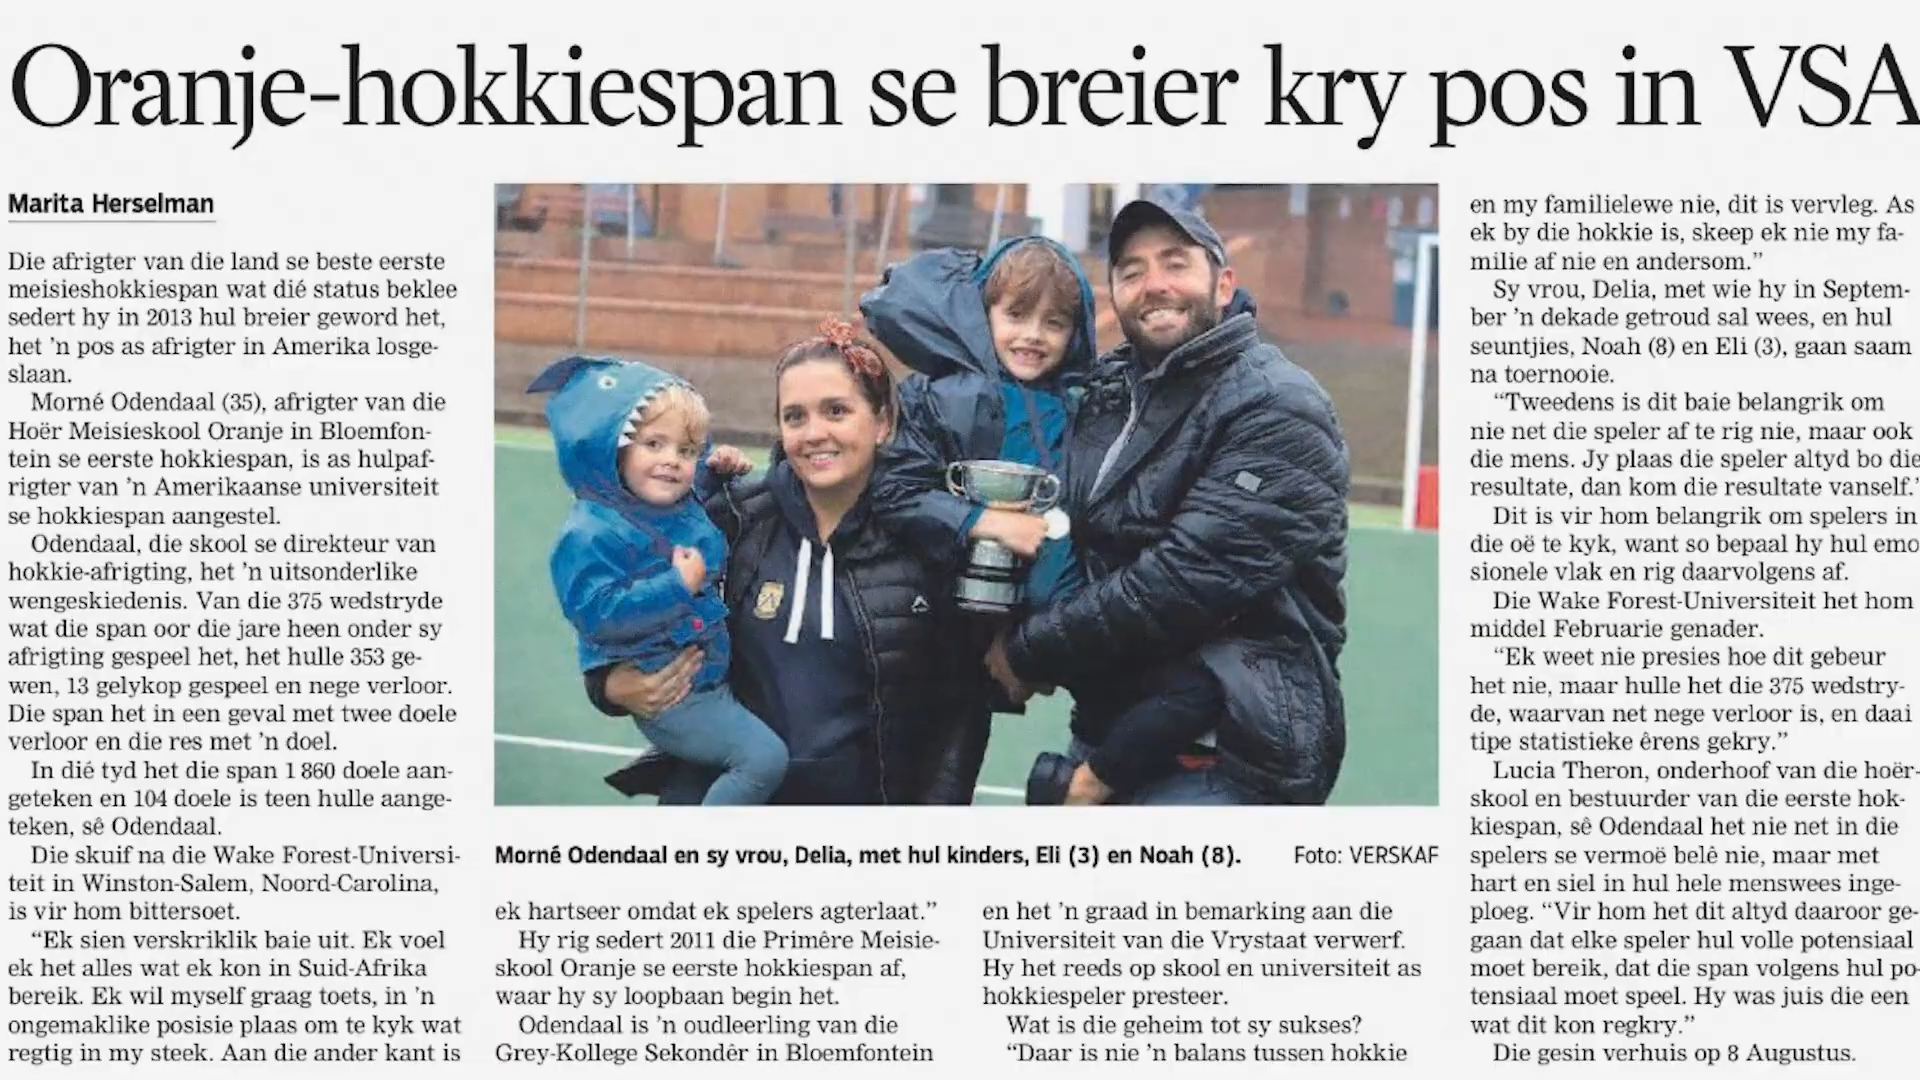 Oranje-hokkiespan se breier kry pos in VSA
Marita Herselman
Die afrigter van die land se beste eerste
meisieshokkiespan wat dié status beklee
sedert hy in 2013 hul breier geword het,
het ’n pos as afrigter in Amerika losge-
slaan.
Morné Odendaal (35), afrigter van die
Hoër Meisieskool Oranje in Bloemfon-
tein se eerste hokkiespan, is as hulpaf-
rigter van ’n Amerikaanse universiteit
se hokkiespan aangestel.
Odendaal, die skool se direkteur van
hokkie-afrigting, het ’n uitsonderlike
wengeskiedenis. Van die 375 wedstryde
wat die span oor die jare heen onder sy
afrigting gespeel het, het hulle 353 ge-
wen, 13 gelykop gespeel en nege verloor.
Die span het in een geval met twee doele
verloor en die res met ’n doel.
In dié tyd het die span 1 860 doele aan-
geteken en 104 doele is teen hulle aange-
teken, sê Odendaal.
Die skuif na die Wake Forest-Universi-
teit in Winston-Salem, Noord-Carolina,
is vir hom bittersoet.
“Ek sien verskriklik baie uit. Ek voel
ek het alles wat ek kon in Suid-Afrika
bereik. Ek wil myself graag toets, in ’n
ongemaklike posisie plaas om te kyk wat
regtig in my steek. Aan die ander kant is
Morné Odendaal en sy vrou, Delia, met hul kinders, Eli (3) en Noah (8).
Foto: VERSKAF
ek hartseer omdat ek spelers agterlaat.”
Hy rig sedert 2011 die Primêre Meisie-
skool Oranje se eerste hokkiespan af,
waar hy sy loopbaan begin het.
Odendaal is ’n oudleerling van die
Grey-Kollege Sekondêr in Bloemfontein
en het ’n graad in bemarking aan die
Universiteit van die Vrystaat verwerf.
Hy het reeds op skool en universiteit as
hokkiespeler presteer.
Wat is die geheim tot sy sukses?
“Daar is nie ’n balans tussen hokkie
en my familielewe nie, dit is vervleg. As
ek by die hokkie is, skeep ek nie my fa-
milie af nie en andersom.”
Sy vrou, Delia, met wie hy in Septem-
ber ’n dekade getroud sal wees, en hul
seuntjies, Noah (8) en Eli (3), gaan saam
na toernooie.
“Tweedens is dit baie belangrik om
nie net die speler af te rig nie, maar ook
die mens. Jy plaas die speler altyd bo die
resultate, dan kom die resultate vanself.”
Dit is vir hom belangrik om spelers in
die oë te kyk, want so bepaal hy hul emo
sionele vlak en rig daarvolgens af.
Die Wake Forest-Universiteit het hom
middel Februarie genader.
“Ek weet nie presies hoe dit gebeur
het nie, maar hulle het die 375 wedstry-
de, waarvan net nege verloor is, en daai
tipe statistieke êrens gekry.”
Lucia Theron, onderhoof van die hoër-
skool en bestuurder van die eerste hok-
kiespan, sê Odendaal het nie net in die
spelers se vermoë belê nie, maar met
hart en siel in hul hele menswees inge-
ploeg. “Vir hom het dit altyd daaroor ge-
gaan dat elke speler hul volle potensiaal
moet bereik, dat die span volgens hul po-
tensiaal moet speel. Hy was juis die een
wat dit kon regkry.”
Die gesin verhuis op 8 Augustus.